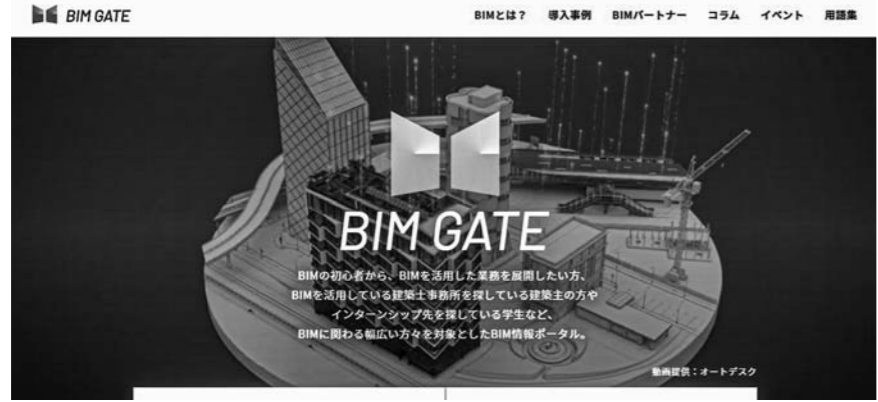 BIM GATE
BIMとは？ 導入事例 BIMパートナー コラム イベント 用語集
BIM GATE
BIMの初心者から、BIMを活用した業務を展開したい方、
BIMを活用している建築士事務所を探している建築主の方や
インターンシップ先を探している学生など、
BIMに関わる幅広い方々を対象としたBIM情報ポータル。
動画提供：オートデスク